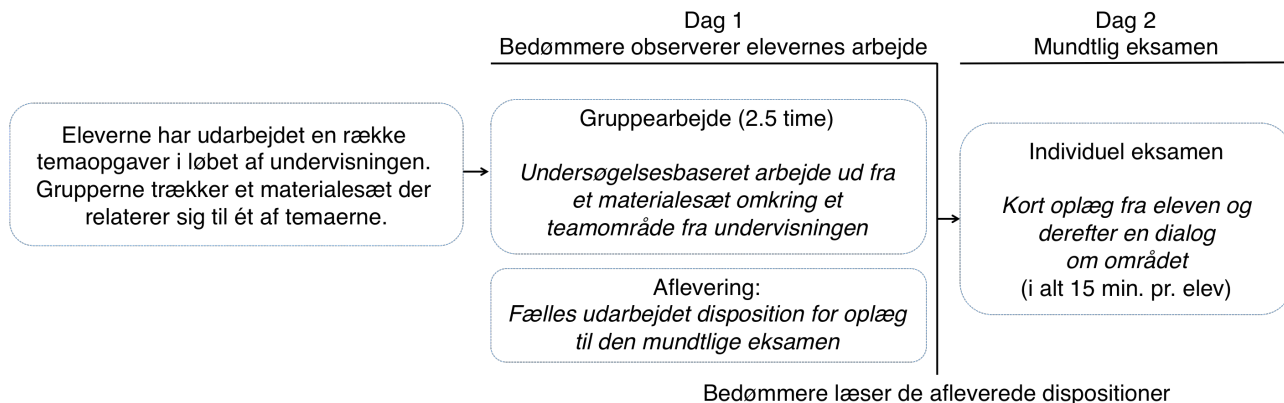 Dag 1
Bedømmere observerer elevernes arbejde
Dag 2
Mundtlig eksamen
Eleverne har udarbejdet en række
temaopgaver i løbet af undervisningen.
Grupperne trækker et materialesæt der
relaterer sig til ét af temaerne.
Gruppearbejde (2.5 time)
Undersøgelsesbaseret arbejde ud fra
et materialesæt omkring et
teamområde fra undervisningen
Aflevering:
Fælles udarbejdet disposition for oplæg
til den mundtlige eksamen
Individuel eksamen
Kort oplæg fra eleven og
derefter en dialog
om området
(i alt 15 min. pr. elev)
Bedømmere læser de afleverede dispositioner